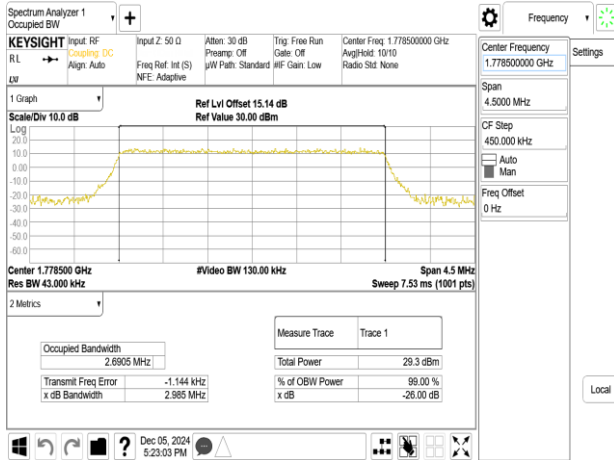 Spectrum Analyzer 1
Occupied BW
Frequency
KEYSIGHT
Input: RF
Coupling: DC
Align: Auto
Input Z: 50 Ω
Freq Ref: Int (S)
NFE: Adaptive
Atten: 30 dB
Preamp: Off
µW Path: Standard
Trig: Free Run
Gate: Off
#IF Gain: Low
Center Freq: 1.778500000 GHz
Avg|Hold: 10/10
Radio Std: None
RL
LXI
Center Frequency
1.778500000 GHz
Settings
Span
4.5000 MHz
CF Step
450.000 kHz
Auto
Man
Freq Offset
0 Hz
Local
1 Graph
Scale/Div 10.0 dB
Ref Lvl Offset 15.14 dB
Ref Value 30.00 dBm
Log
20.0
10.0
0.00
-10.0
-20.0
-30.0
-40.0
-50.0
-60.0
Center 1.778500 GHz
#Video BW 130.00 kHz
Span 4.5 MHz
Res BW 43.000 kHz
Sweep 7.53 ms (1001 pts)
2 Metrics
Measure Trace
Trace 1
Occupied Bandwidth
2.6905 MHz
Total Power
29.3 dBm
Transmit Freq Error
-1.144 kHz
% of OBW Power
99.00 %
x dB Bandwidth
2.985 MHz
x dB
-26.00 dB
?
Dec 05, 2024
5:23:03 PM